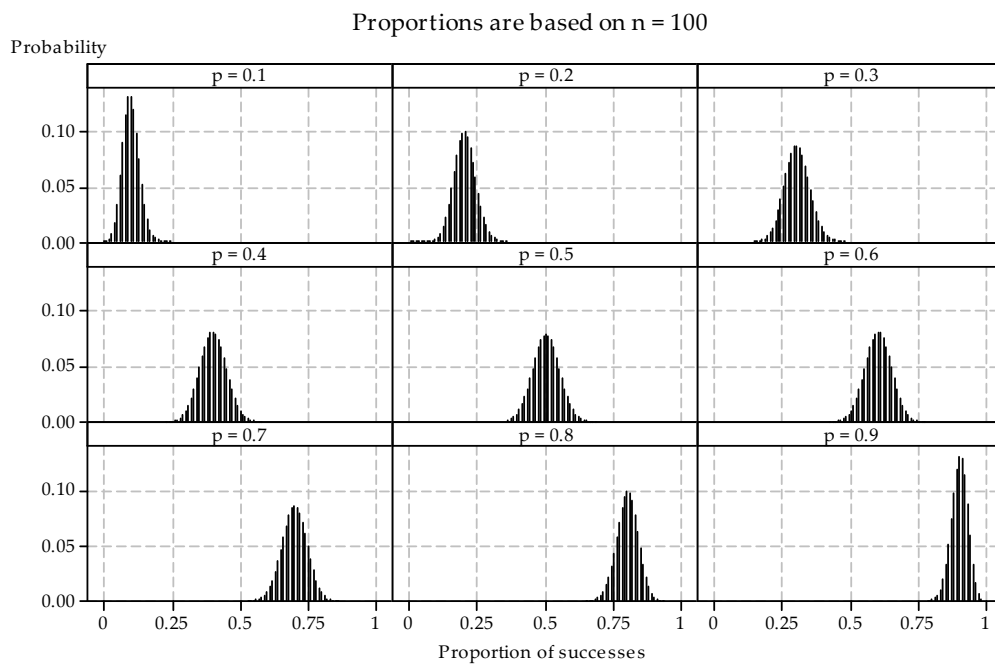 Proportions are based on n = 100
Probability
p = 0.1 p = 0.2 p = 0.3
0.10
0.05
0.00
p = 0.4 p = 0.5 p = 0.6
0.10
0.05
0.00
p = 0.7 p = 0.8 p = 0.9
0.10
0.05
0.00
0 0.25 0.5 0.75 1 0 0.25 0.5 0.75 1 0 0.25 0.5 0.75 1
Proportion of successes